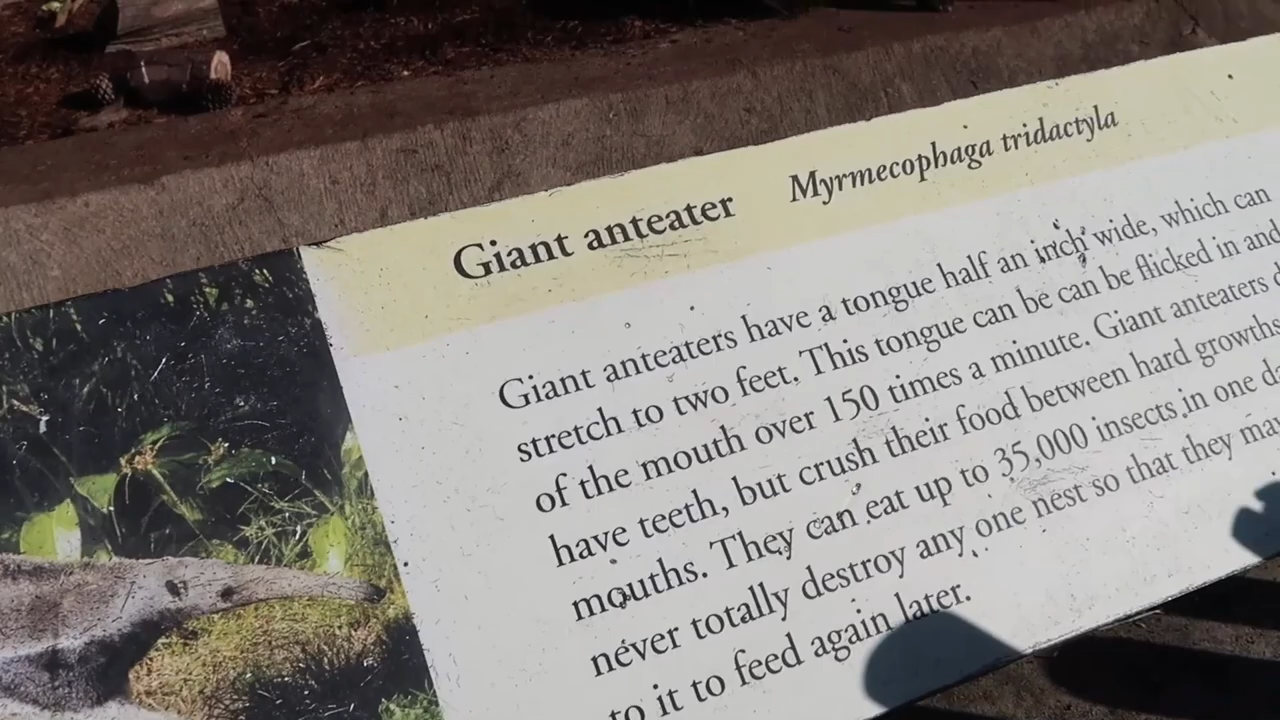 Giant anteater Myrmecophaga tridactyla
Giant anteaters have a tongue half an inch wide, which can
stretch to two feet. This tongue can be can be flicked in and
of the mouth over 150 times a minute. Giant anteaters
have teeth, but crush their food between hard growths
mouths. They can eat up to 35,000 insects in one
never totally destroy any one nest so that they
to it to feed again later.